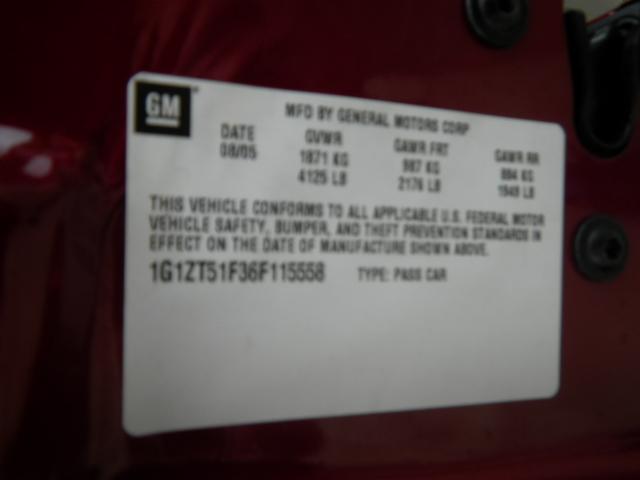 GM
MFD BY GENERAL MOTORS CORP
DATE GVWR GAWR FRT GAWR RR
08/05 1871 KG 987 KG 884 KG
4125 LB 2176 LB 1949 LB
THIS VEHICLE CONFORMS TO ALL APPLICABLE U.S. FEDERAL MOTOR
VEHICLE SAFETY, BUMPER, AND THEFT PREVENTION STANDARDS IN
EFFECT ON THE DATE OF MANUFACTURE SHOWN ABOVE.
1G1ZT51F36F115558 TYPE: PASS CAR